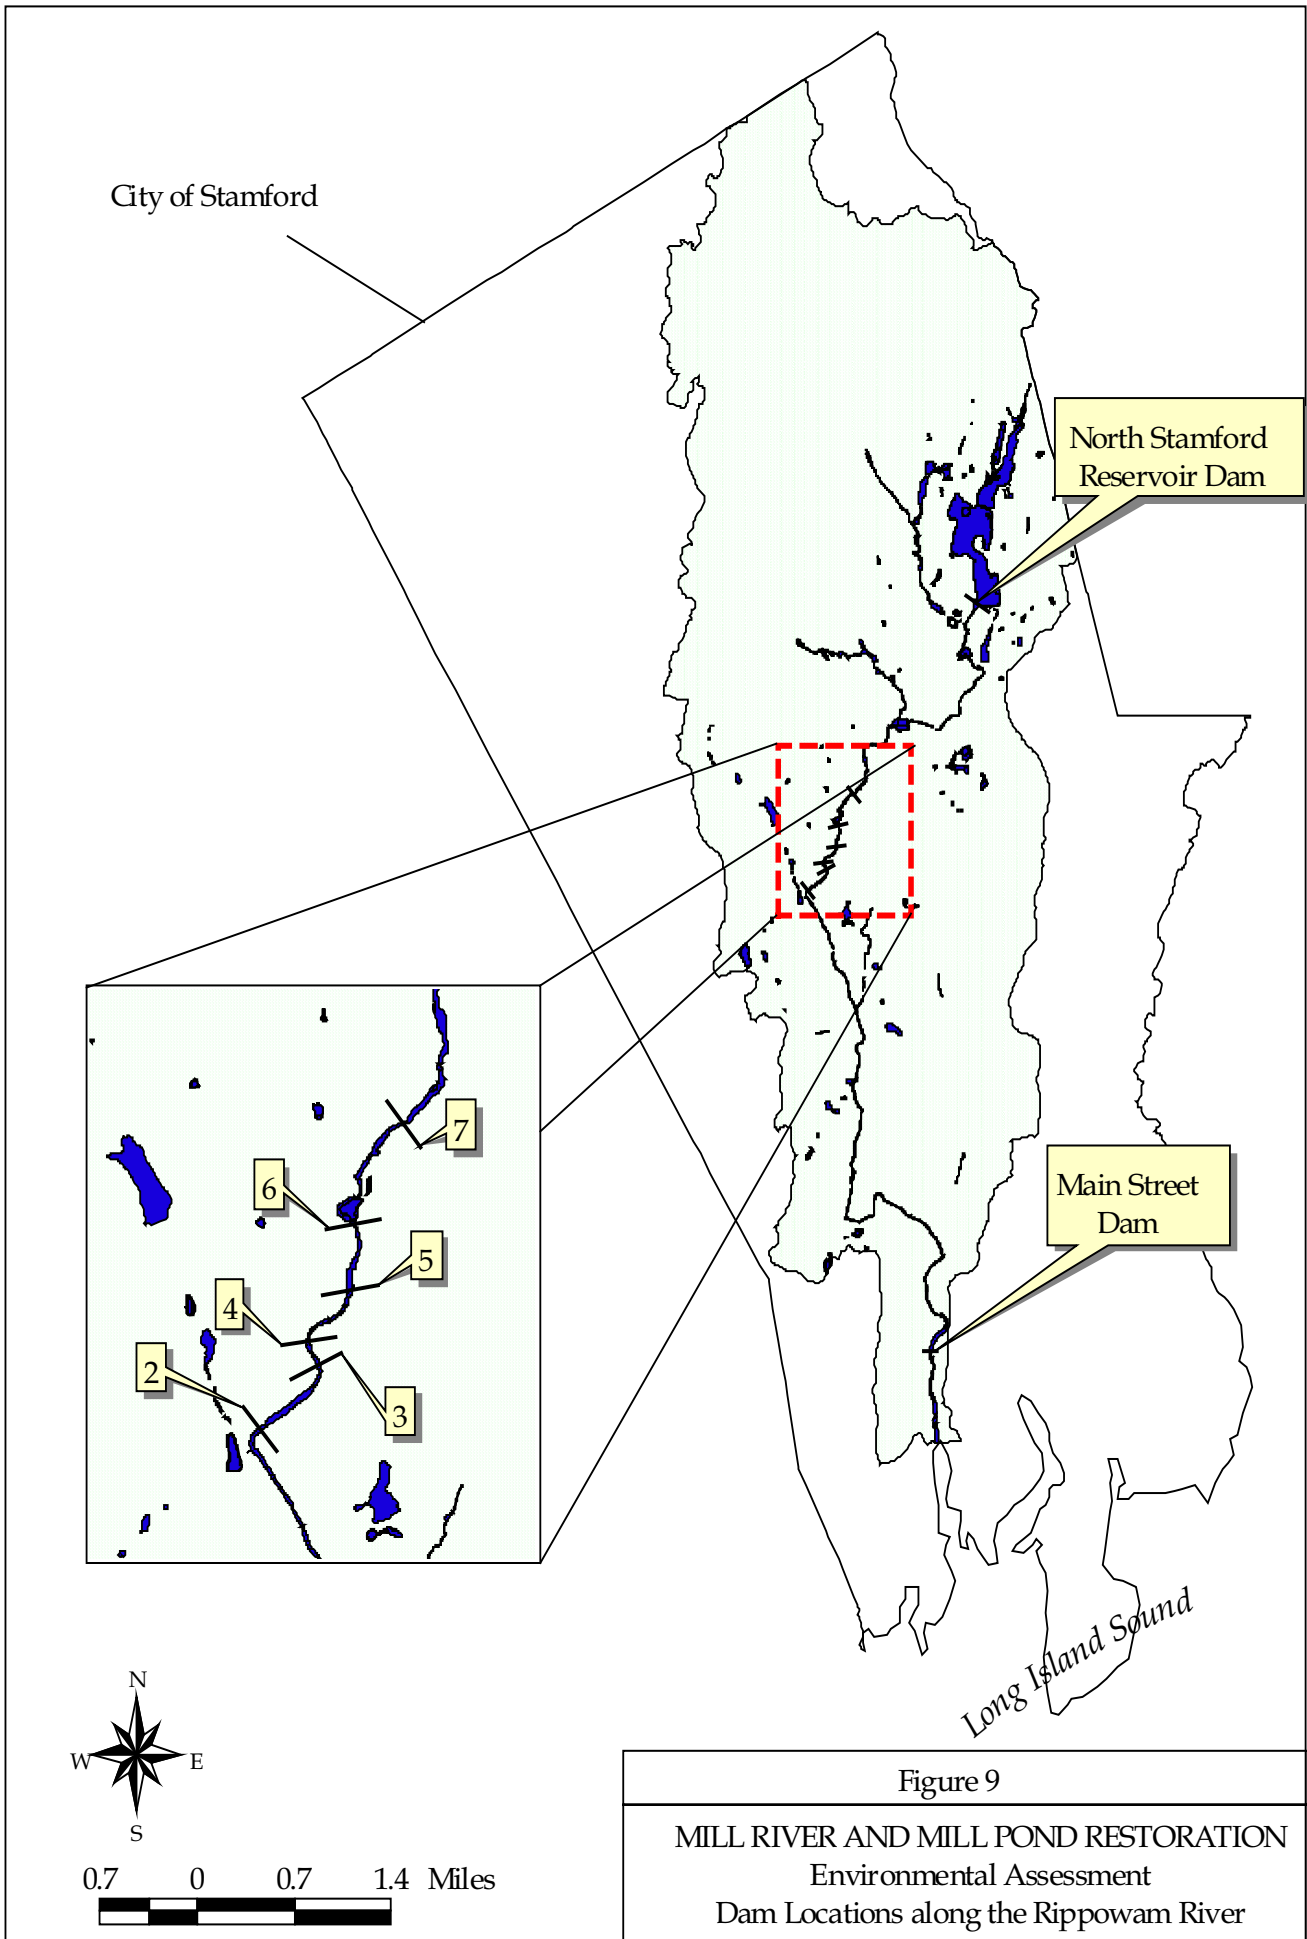 City of Stamford
North Stamford
Reservoir Dam
7
6
5
4
2
3
Main Street
Dam
Long Island Sound
N
W
E
S
0.7 0 0.7 1.4 Miles
Figure 9
MILL RIVER AND MILL POND RESTORATION
Environmental Assessment
Dam Locations along the Rippowam River